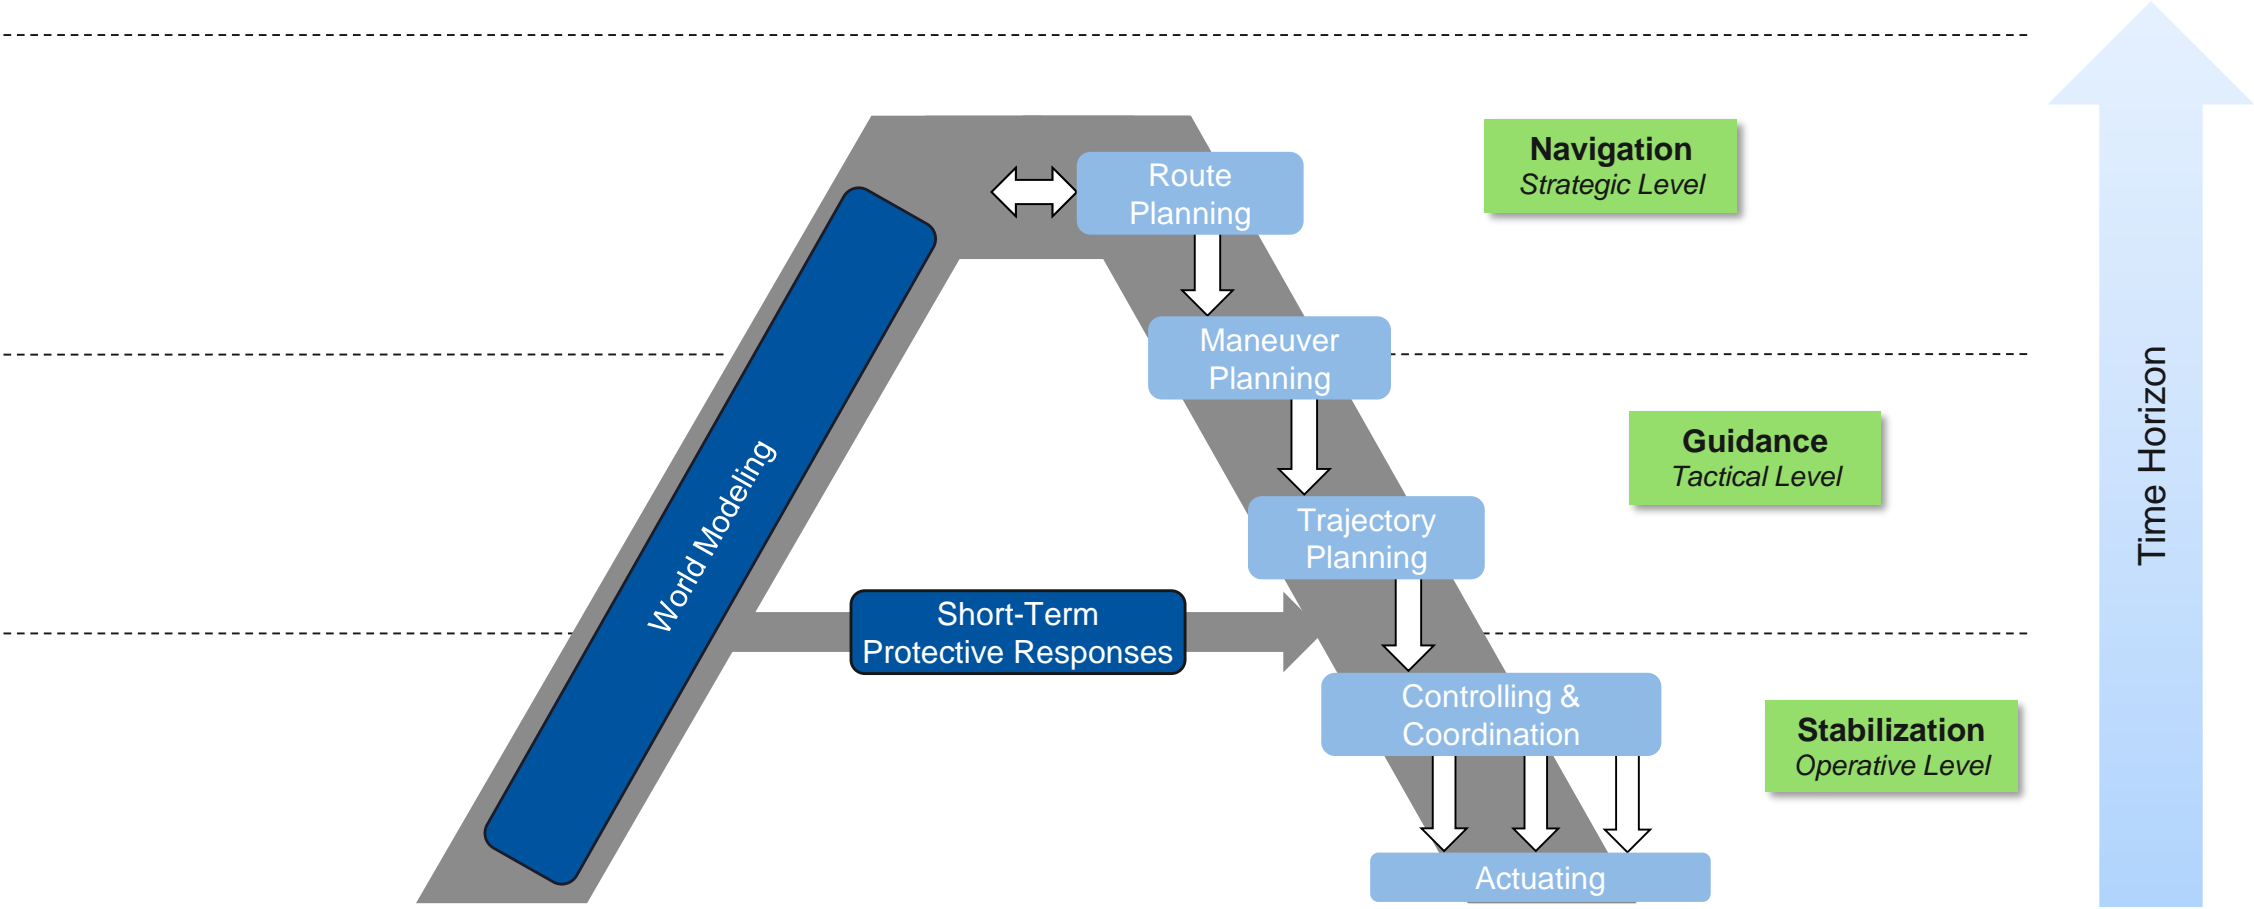 Route
Planning
Navigation
Strategic Level
Maneuver
Planning
Guidance
Tactical Level
Time Horizon
World Modeling
Trajectory
Planning
Short-Term
Protective Responses
Controlling &
Coordination
Stabilization
Operative Level
Actuating